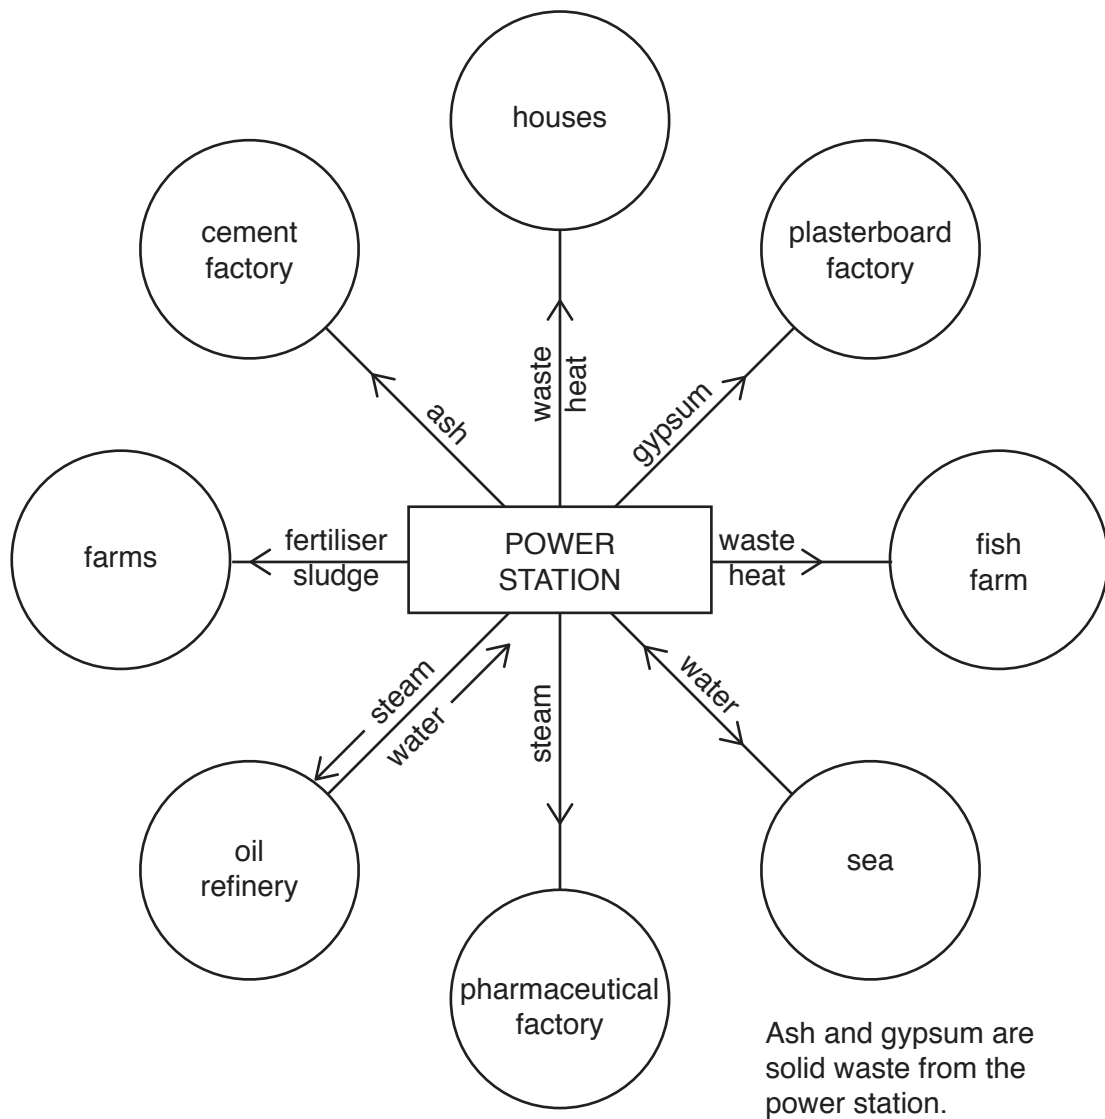 houses
cement
factory
plasterboard
factory
waste
heat
ash
gypsum
farms
fertiliser
sludge
POWER
STATION
waste
heat
fish
farm
steam
water
steam
water
oil
refinery
sea
pharmaceutical
factory
Ash and gypsum are
solid waste from the
power station.